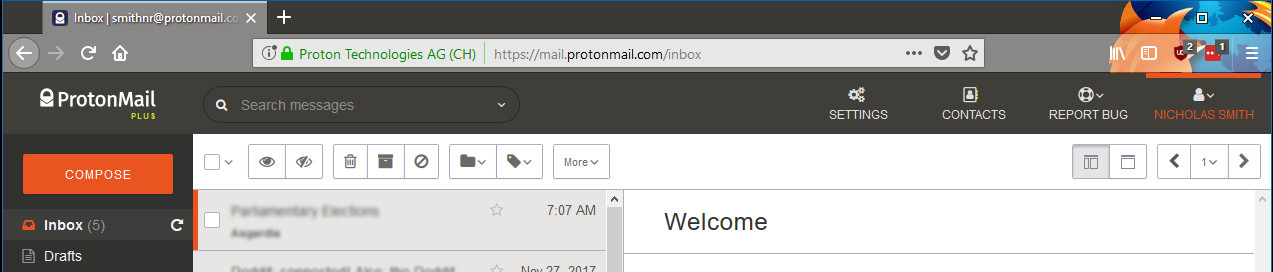 Inbox | smithnr@protonmail.co
Proton Technologies AG (CH)
https://mail.protonmail.com/inbox
2
1
ProtonMail
PLUS
Search messages
SETTINGS
CONTACTS
REPORT BUG
NICHOLAS SMITH
COMPOSE
More
1
Inbox (5)
Parliamentary Elections
7:07 AM
Asgardia
Welcome
Drafts
Nov 27, 2017